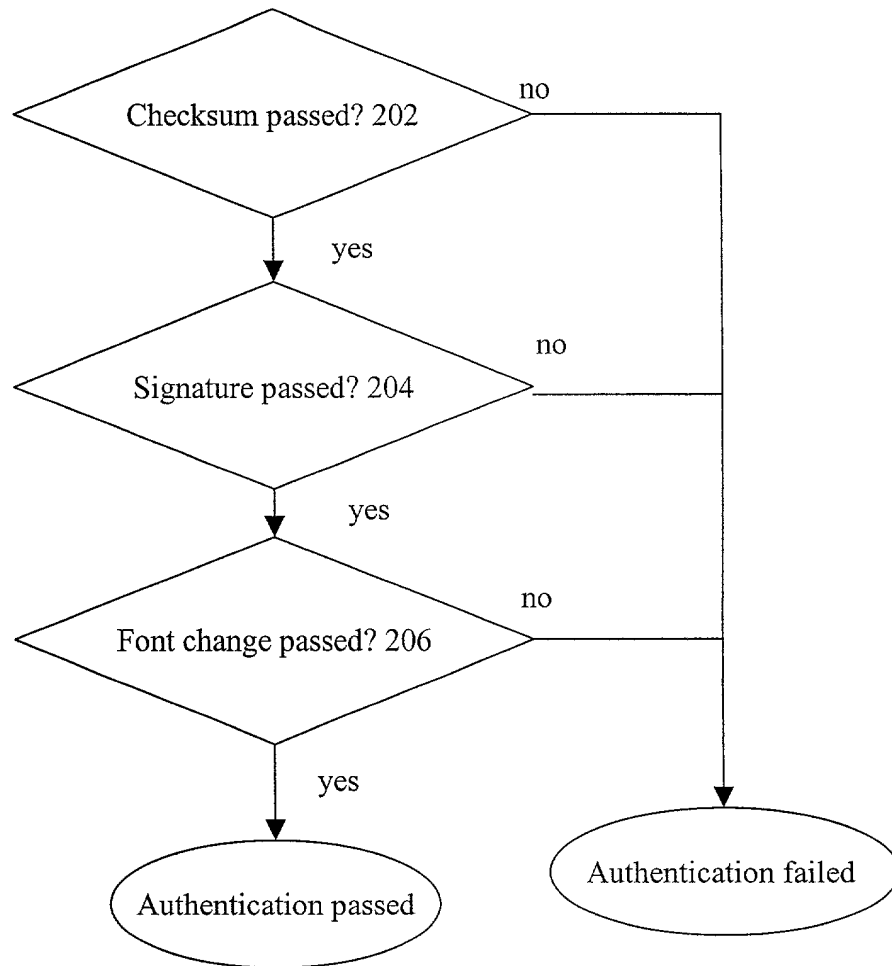 no
Checksum passed? 202
yes
no
Signature passed? 204
yes
no
Font change passed? 206
yes
Authentication failed
Authentication passed